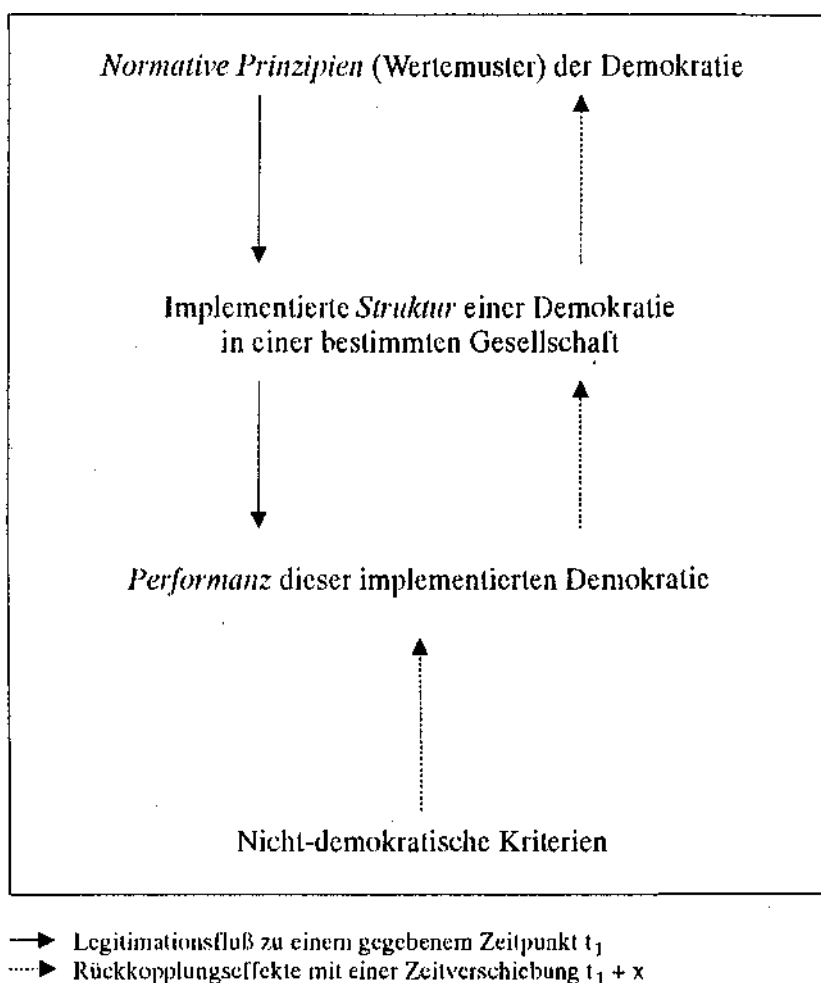 Normative Prinzipien (Wertemuster) der Demokratie
Implementierte Struktur einer Demokratie
in einer bestimmten Gesellschaft
Performanz dieser implementierten Demokratie
Nicht-demokratische Kriterien
Legitimationsfluß zu einem gegebenem Zeitpunkt t₁
Rückkopplungseffekte mit einer Zeitverschiebung t₁ + x